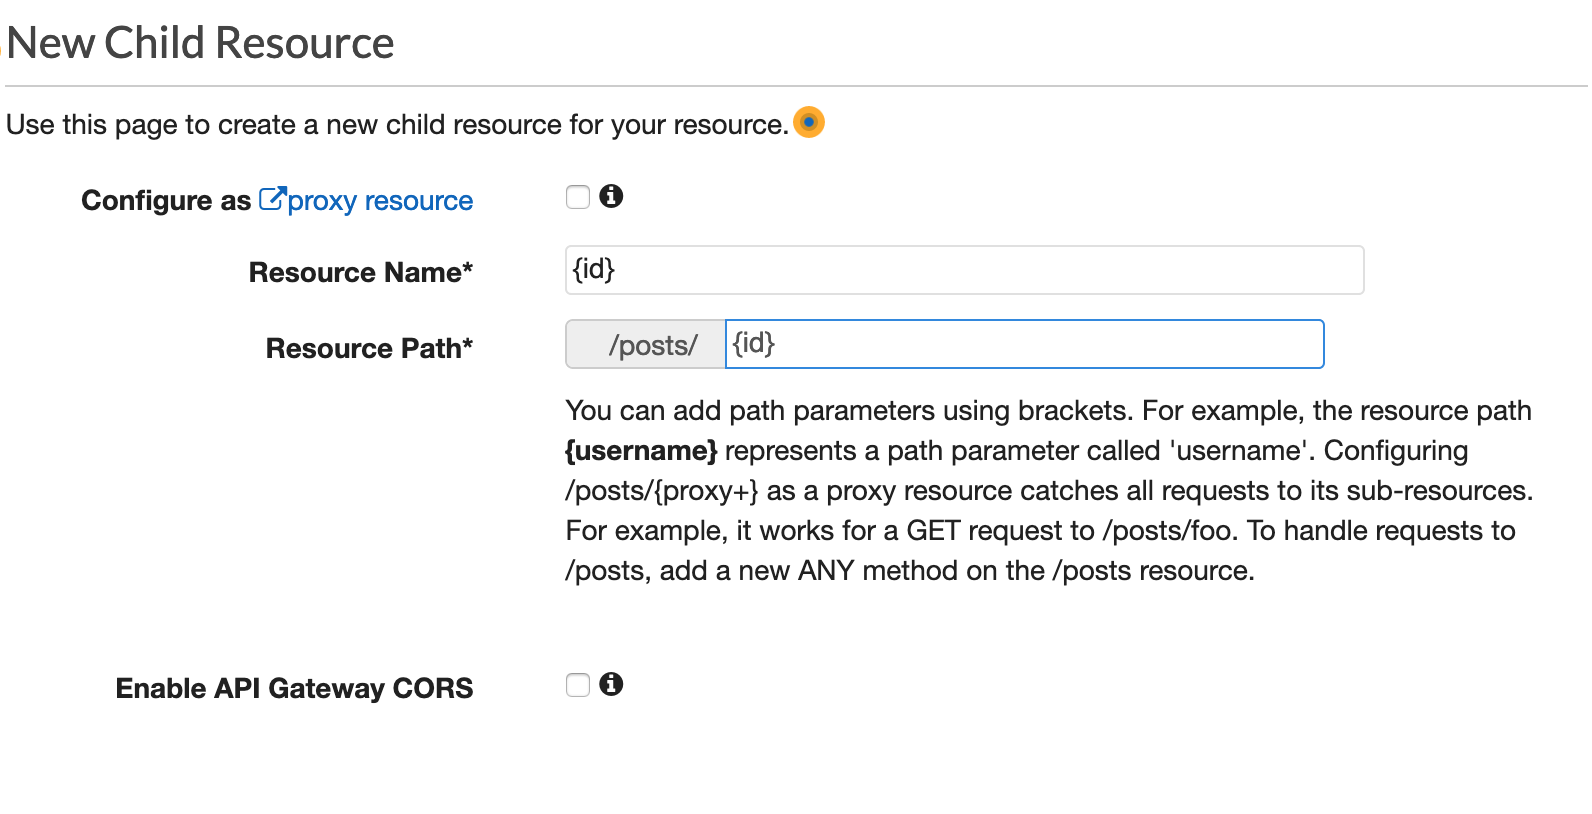 New Child Resource
Use this page to create a new child resource for your resource.
Configure as proxy resource
Resource Name* {id}
Resource Path* /posts/ {id}
You can add path parameters using brackets. For example, the resource path
{username} represents a path parameter called 'username'. Configuring
/posts/{proxy+} as a proxy resource catches all requests to its sub-resources.
For example, it works for a GET request to /posts/foo. To handle requests to
/posts, add a new ANY method on the /posts resource.
Enable API Gateway CORS